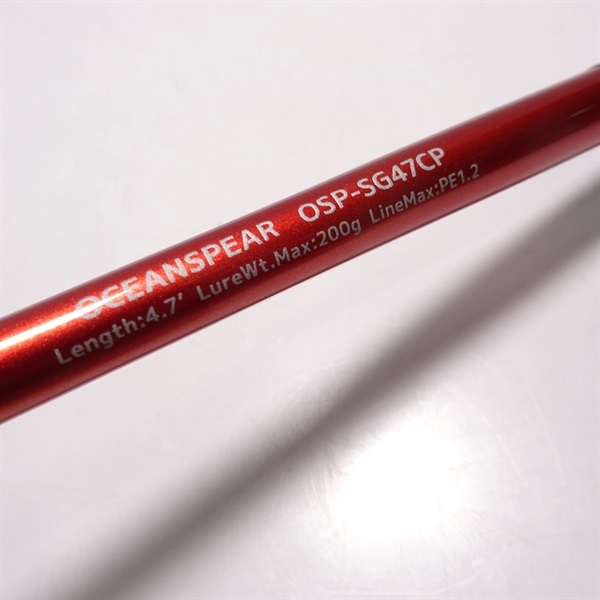 OCEANSPEAR OSP-SG47CP
Length:4.7' LureWt.Max:200g LineMax:PE1.2